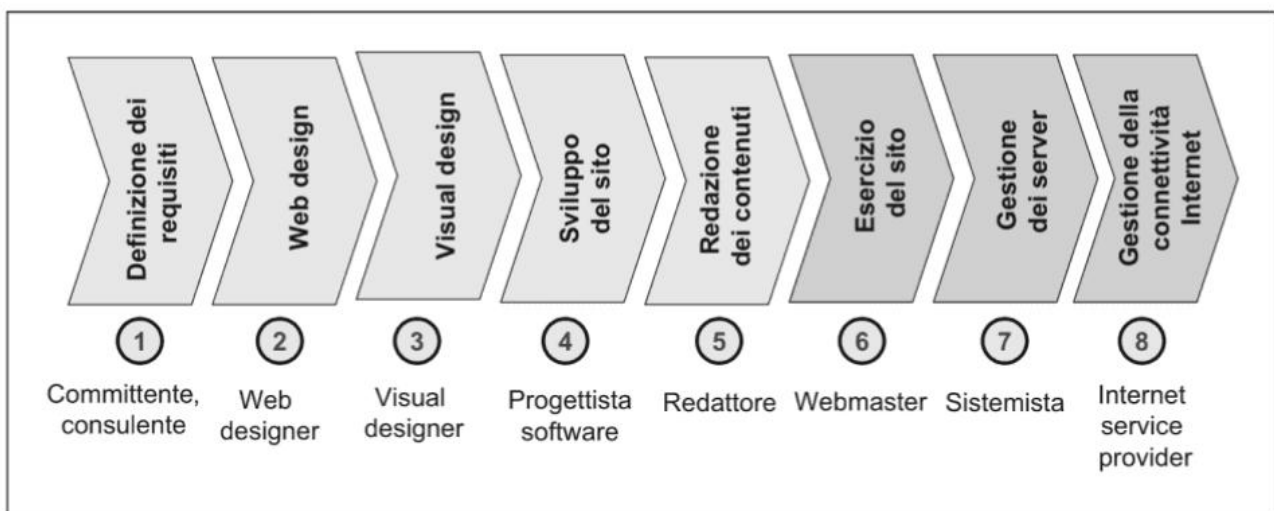 Definizione dei
requisiti
Web design
Visual design
Sviluppo
del sito
Redazione
dei contenuti
Esercizio
del sito
Gestione
dei server
Gestione della
connettività
Internet
1
2
3
4
5
6
7
8
Committente,
consulente
Web
designer
Visual
designer
Progettista
software
Redattore
Webmaster
Sistemista
Internet
service
provider